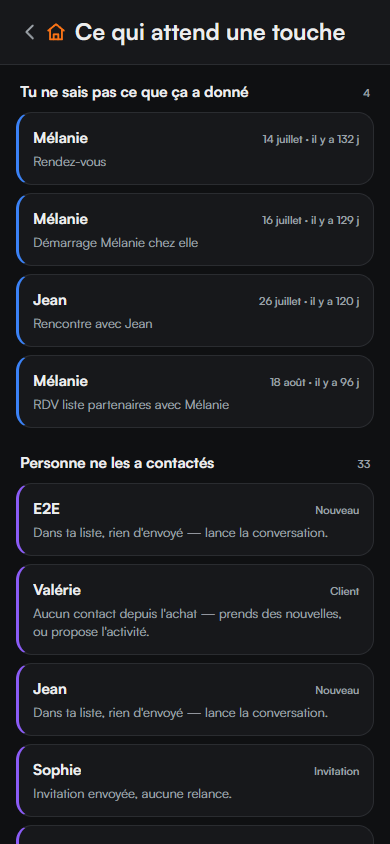 Ce qui attend une touche
Tu ne sais pas ce que ça a donné 4
Mélanie 14 juillet · il y a 132 j
Rendez-vous
Mélanie 16 juillet · il y a 129 j
Démarrage Mélanie chez elle
Jean 26 juillet · il y a 120 j
Rencontre avec Jean
Mélanie 18 août · il y a 96 j
RDV liste partenaires avec Mélanie
Personne ne les a contactés 33
E2E Nouveau
Dans ta liste, rien d'envoyé — lance la conversation.
Valérie Client
Aucun contact depuis l'achat — prends des nouvelles,
ou propose l'activité.
Jean Nouveau
Dans ta liste, rien d'envoyé — lance la conversation.
Sophie Invitation
Invitation envoyée, aucune relance.